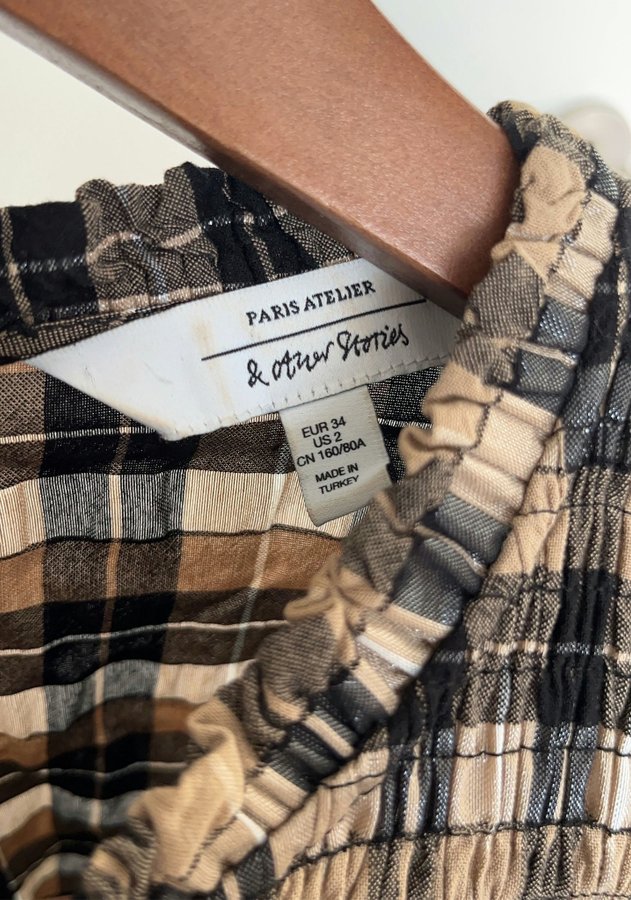 PARIS ATELIER
& other Stories
EUR 34
US 2
CN 160/80A
MADE IN
TURKEY